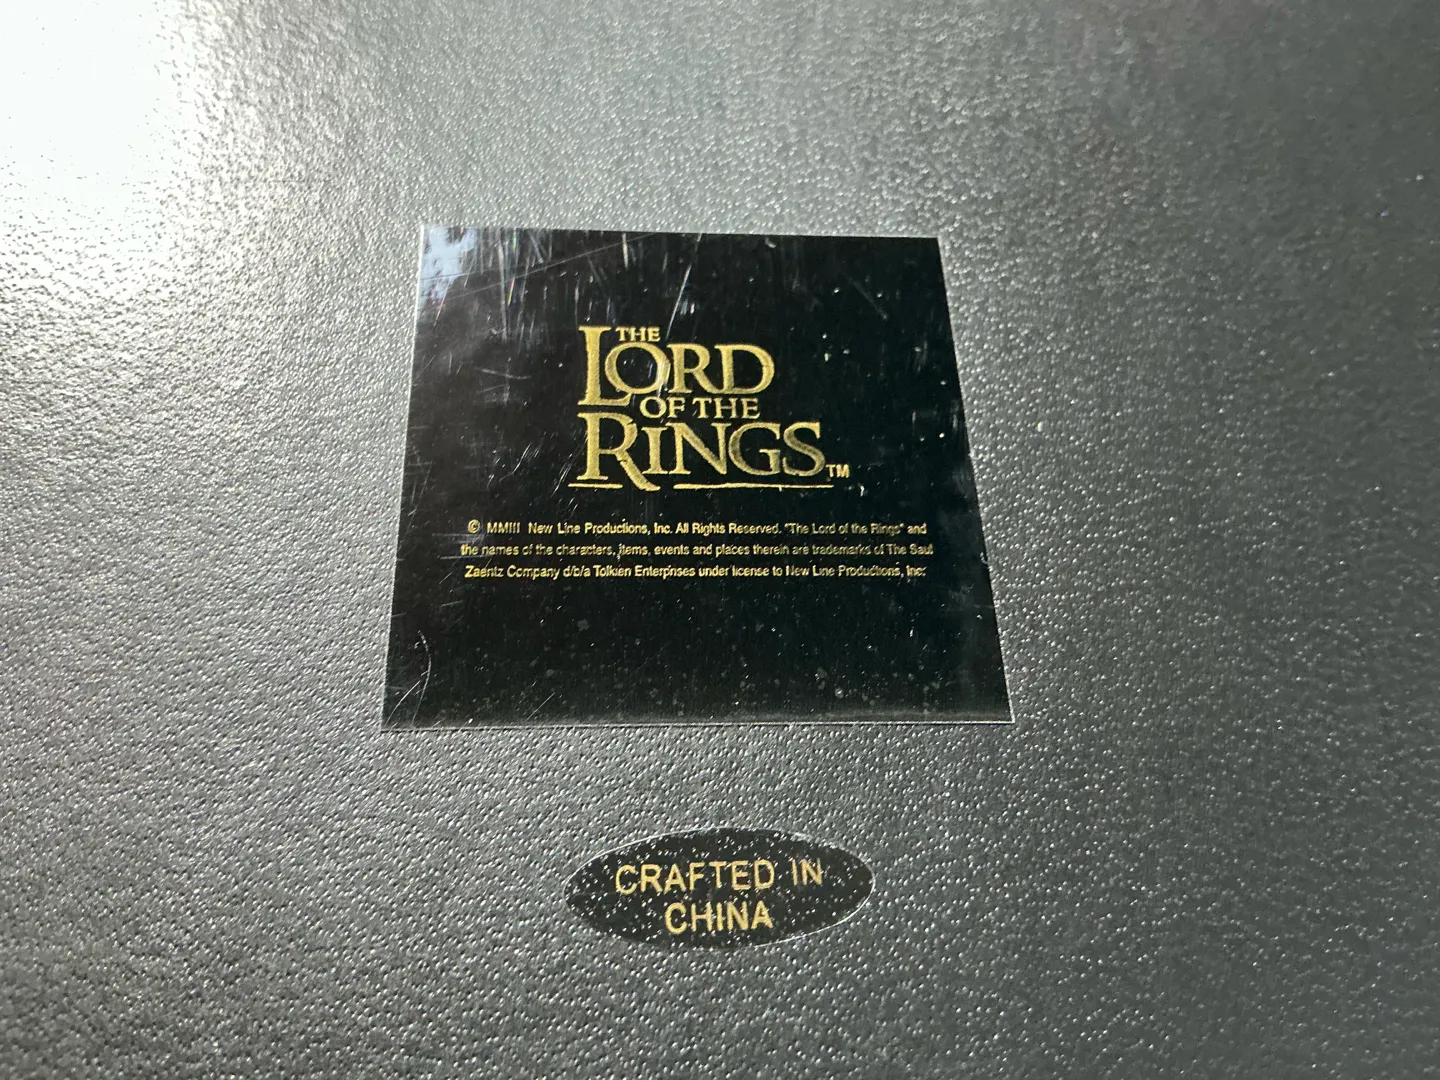 THE
LORD
OF THE
RINGS™
© MMIII New Line Productions, Inc. All Rights Reserved. "The Lord of the Rings" and
the names of the characters, items, events and places therein are trademarks of The Saul
Zaentz Company d/b/a Tolkien Enterprises under license to New Line Productions, Inc.
CRAFTED IN
CHINA